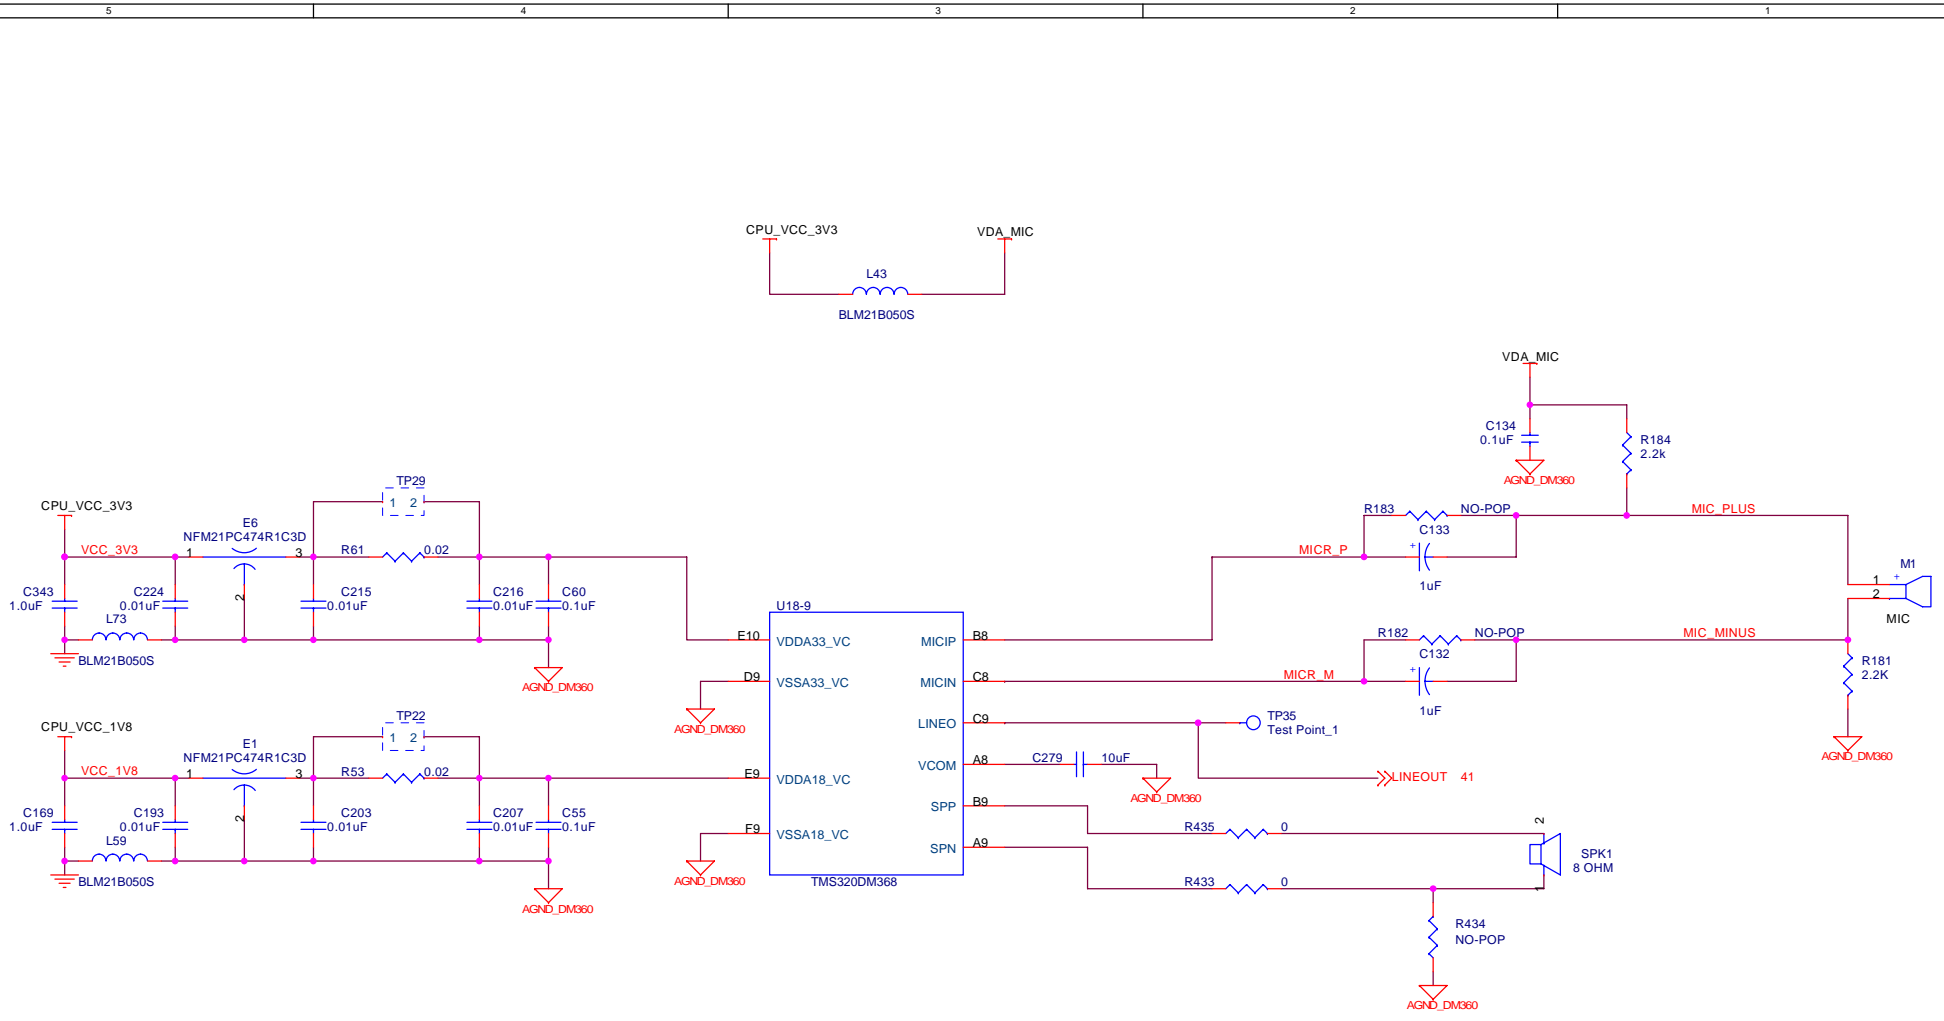 5 4 3 2 1
CPU_VCC_3V3 VDA_MIC
L43
BLM21B050S
VDA_MIC
C134
0.1uF
R184
2.2k
AGND_DM360
TP29
1 2
CPU_VCC_3V3
E6
NFM21PC474R1C3D
VCC_3V3
1 3
2
R61 0.02
C343
1.0uF
C224
0.01uF
C215
0.01uF
C216
0.01uF
C60
0.1uF
L73
BLM21B050S
AGND_DM360
R183 NO-POP
C133
+
1uF
MICR_P
MIC_PLUS
M1
1 +
2
MIC
U18-9
E10 VDDA33_VC
D9 VSSA33_VC
AGND_DM360
E9 VDDA18_VC
F9 VSSA18_VC
AGND_DM360
MICIP B8
MICIN C8
LINEO C9
VCOM A8
SPP B9
SPN A9
TMS320DM368
R182 NO-POP
C132
+
1uF
MICR_M
MIC_MINUS
R181
2.2K
AGND_DM360
TP35
Test Point_1
LINEOUT 41
C279 10uF
AGND_DM360
TP22
1 2
CPU_VCC_1V8
E1
NFM21PC474R1C3D
VCC_1V8
1 3
2
R53 0.02
C169
1.0uF
C193
0.01uF
C203
0.01uF
C207
0.01uF
C55
0.1uF
L59
BLM21B050S
AGND_DM360
R435 0
R433 0
2
1
SPK1
8 OHM
R434
NO-POP
AGND_DM360